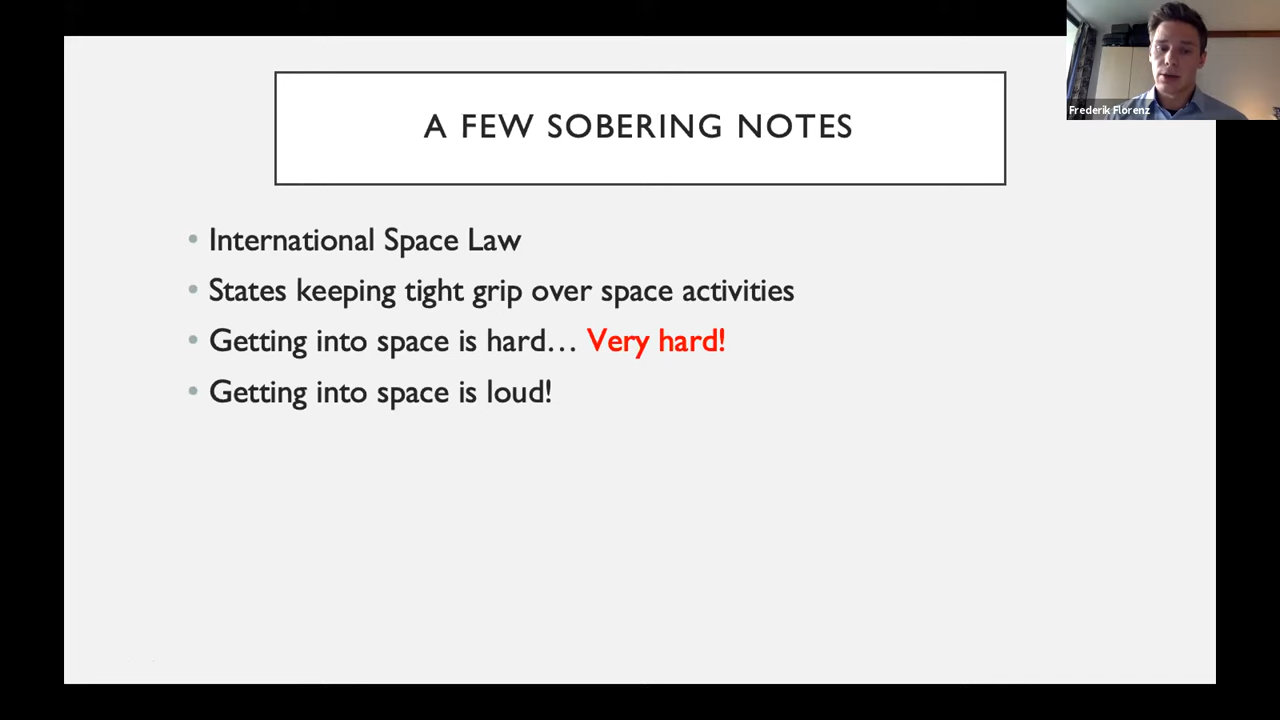 A FEW SOBERING NOTES
Frederik Florenz
• International Space Law
• States keeping tight grip over space activities
• Getting into space is hard… Very hard!
• Getting into space is loud!